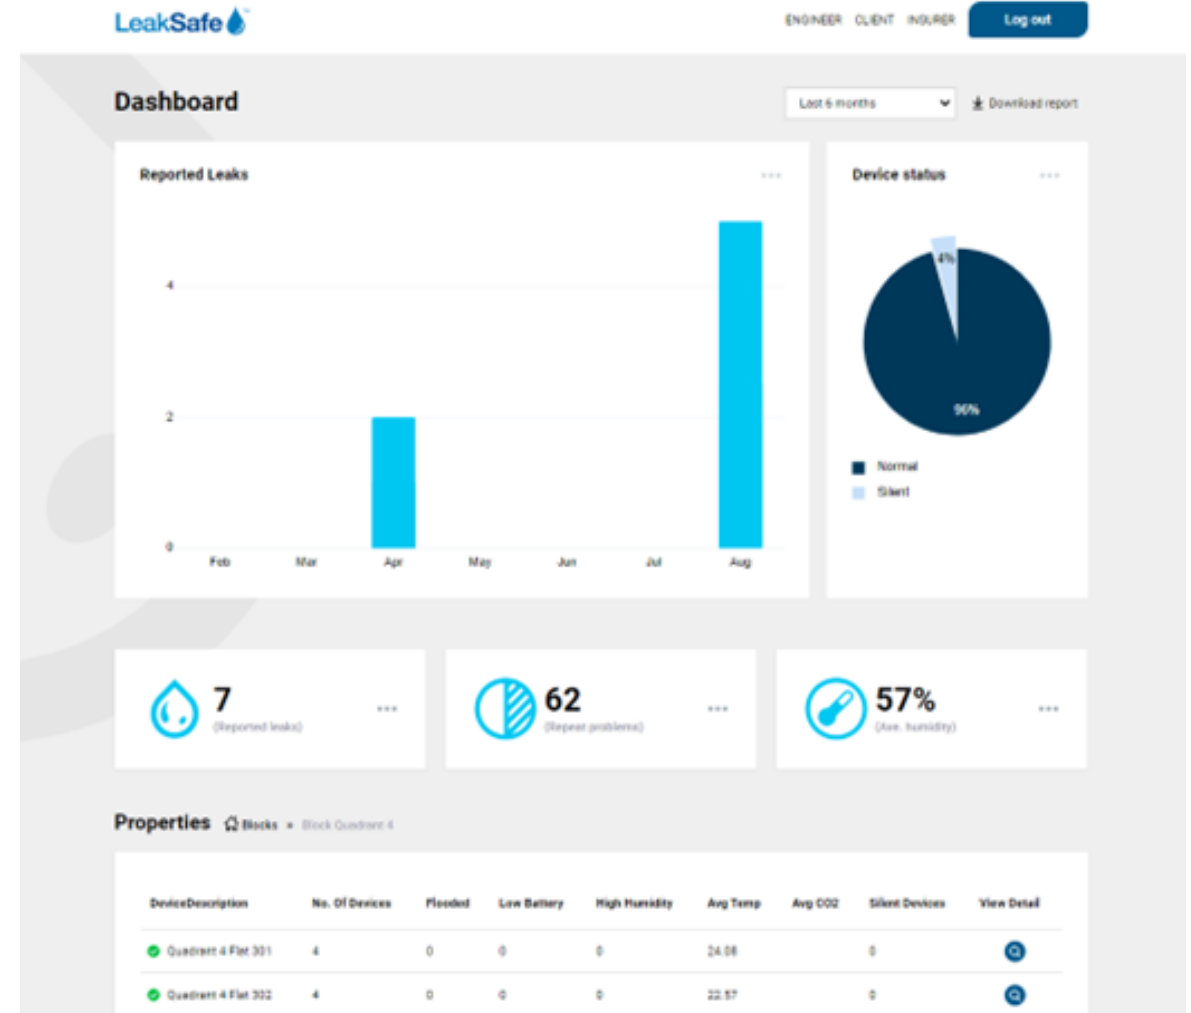 LeakSafe™
ENGINEER CLIENT INSURER Log out
Dashboard
Last 6 months
Download report
Reported Leaks
Device status
4
2
0
Feb Mar Apr May Jun Jul Aug
4%
96%
Normal
Silent
7
(Reported leaks)
62
(Repeat problems)
57%
(Ave. humidity)
Properties Blocks » Block Quadrant 4
DeviceDescription No. Of Devices Flooded Low Battery High Humidity Avg Temp Avg CO2 Silent Devices View Detail
Quadrant 4 Flat 301 4 0 0 0 24.08 0
Quadrant 4 Flat 302 4 0 0 0 22.57 0